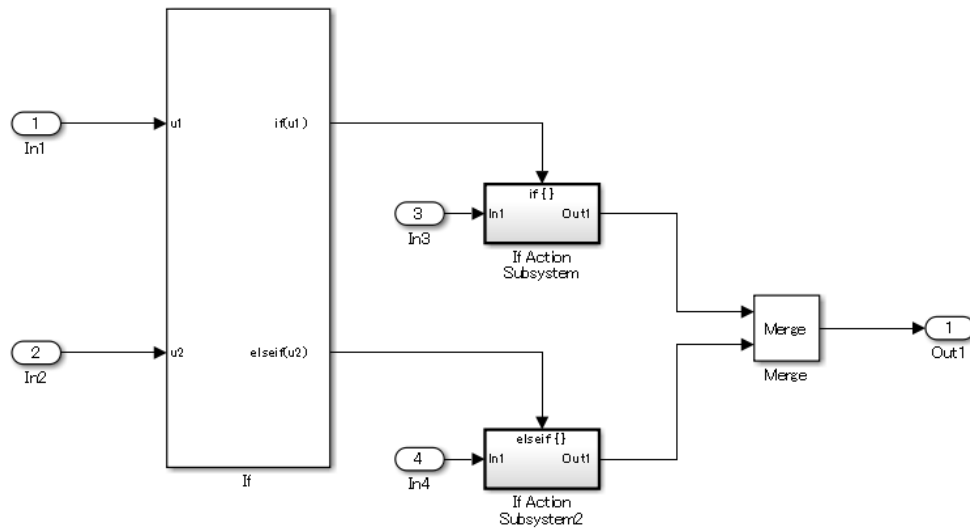 1
In1
u1
if(u1)
if { }
3
In3
In1
Out1
If Action
Subsystem
2
In2
u2
elseif(u2)
Merge
Merge
1
Out1
elseif { }
4
In4
In1
Out1
If Action
Subsystem2
If